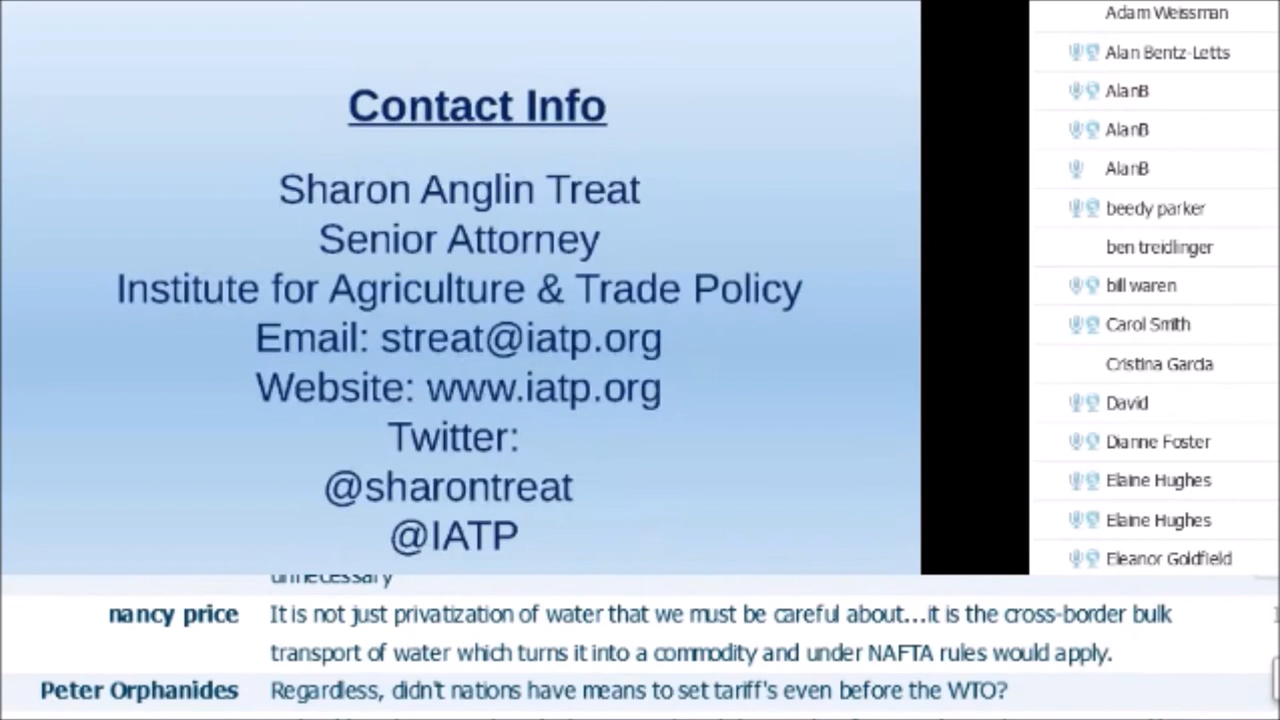 Contact Info
Sharon Anglin Treat
Senior Attorney
Institute for Agriculture & Trade Policy
Email: streat@iatp.org
Website: www.iatp.org
Twitter:
@sharontreat
@IATP
Adam Weissman
Alan Bentz-Letts
AlanB
AlanB
AlanB
beedy parker
ben treidlinger
bill waren
Carol Smith
Cristina Garcia
David
Dianne Foster
Elaine Hughes
Elaine Hughes
Eleanor Goldfield
unnecessary
nancy price It is not just privatization of water that we must be careful about...it is the cross-border bulk
transport of water which turns it into a commodity and under NAFTA rules would apply.
Peter Orphanides Regardless, didn't nations have means to set tariff's even before the WTO?